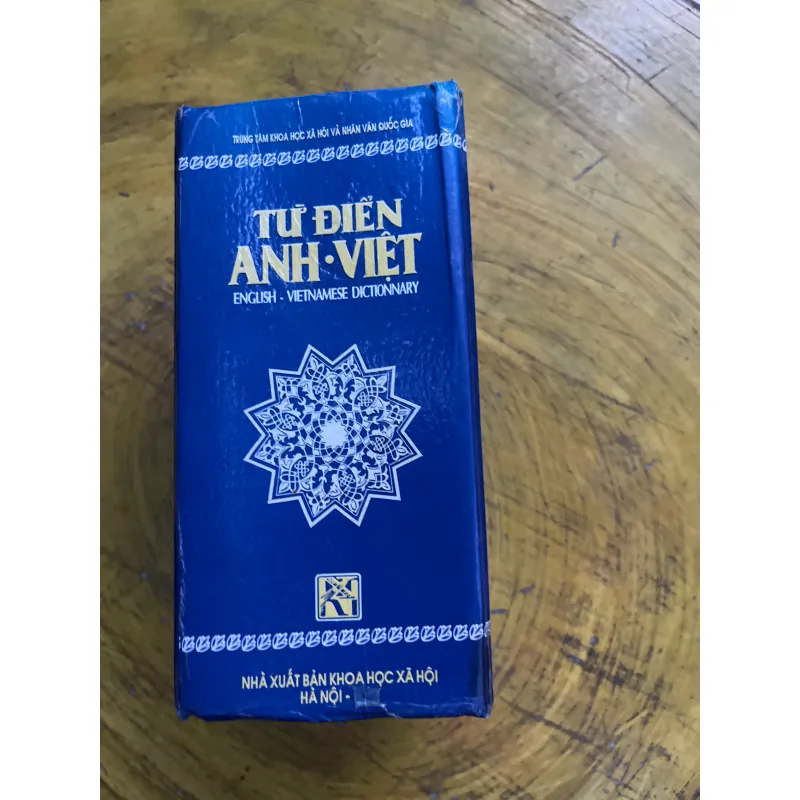 TRUNG TÂM KHOA HỌC XÃ HỘI VÀ NHÂN VĂN QUỐC GIA
TỪ ĐIỂN
ANH·VIỆT
ENGLISH - VIETNAMESE DICTIONNARY
NHÀ XUẤT BẢN KHOA HỌC XÃ HỘI
HÀ NỘI -